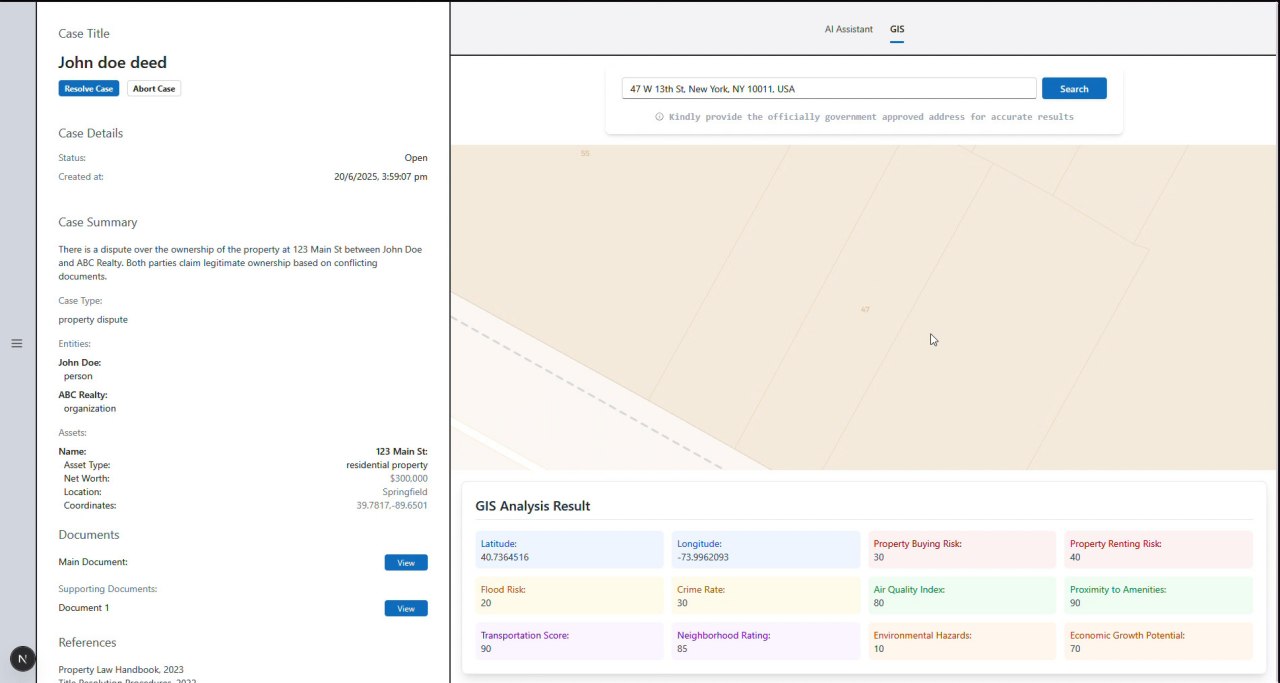 Case Title
John doe deed
Resolve Case
Abort Case
Case Details
Status: Open
Created at: 20/6/2025, 3:59:07 pm
Case Summary
There is a dispute over the ownership of the property at 123 Main St between John Doe
and ABC Realty. Both parties claim legitimate ownership based on conflicting
documents.
Case Type:
property dispute
Entities:
John Doe:
person
ABC Realty:
organization
Assets:
Name: 123 Main St:
Asset Type: residential property
Net Worth: $300,000
Location: Springfield
Coordinates: 39.7817,-89.6501
Documents
Main Document: View
Supporting Documents:
Document 1 View
References
Property Law Handbook, 2023
Title Resolution Procedures, 2022
N
AI Assistant GIS
47 W 13th St, New York, NY 10011, USA Search
Kindly provide the officially government approved address for accurate results
55
47
GIS Analysis Result
Latitude: Longitude: Property Buying Risk: Property Renting Risk:
40.7364516 -73.9962093 30 40
Flood Risk: Crime Rate: Air Quality Index: Proximity to Amenities:
20 30 80 90
Transportation Score: Neighborhood Rating: Environmental Hazards: Economic Growth Potential:
90 85 10 70